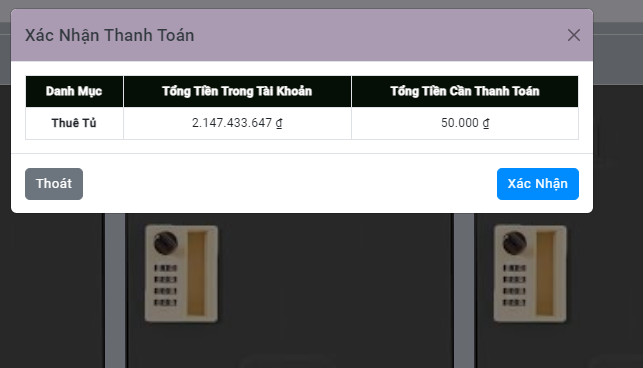 Xác Nhận Thanh Toán
Danh Mục Tổng Tiền Trong Tài Khoản Tổng Tiền Cần Thanh Toán
Thuê Tủ 2.147.433.647 ₫ 50.000 ₫
Thoát Xác Nhận